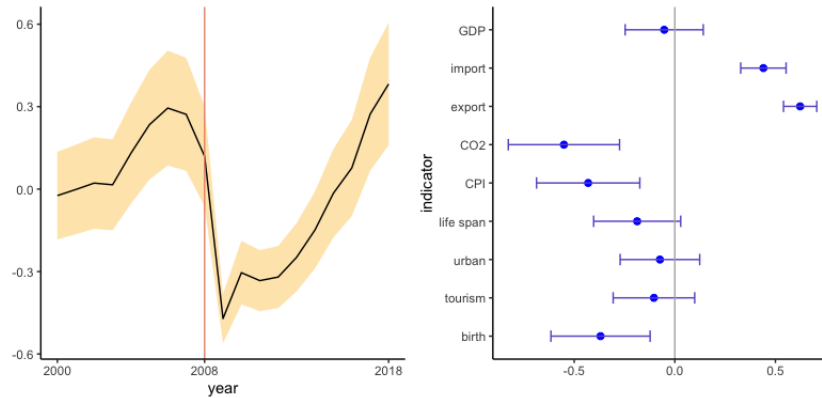 0.6
0.3
0.0
-0.3
-0.6
2000
2008
2018
year
indicator
GDP
import
export
CO2
CPI
life span
urban
tourism
birth
-0.5
0.0
0.5